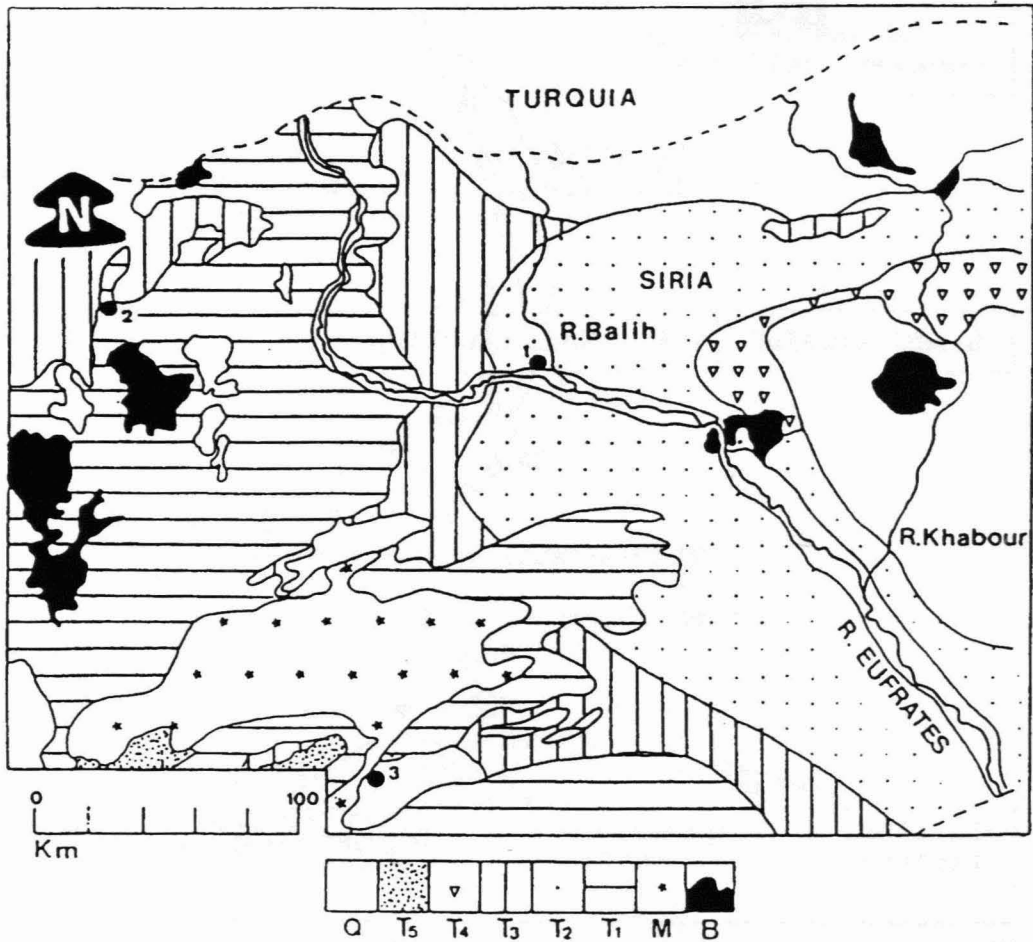 TURQUIA
N
SIRIA
2
R.Balih
1
R.Khabour
R. EUFRATES
3
0 100
Km
Q T5 T4 T3 T2 T1 M B